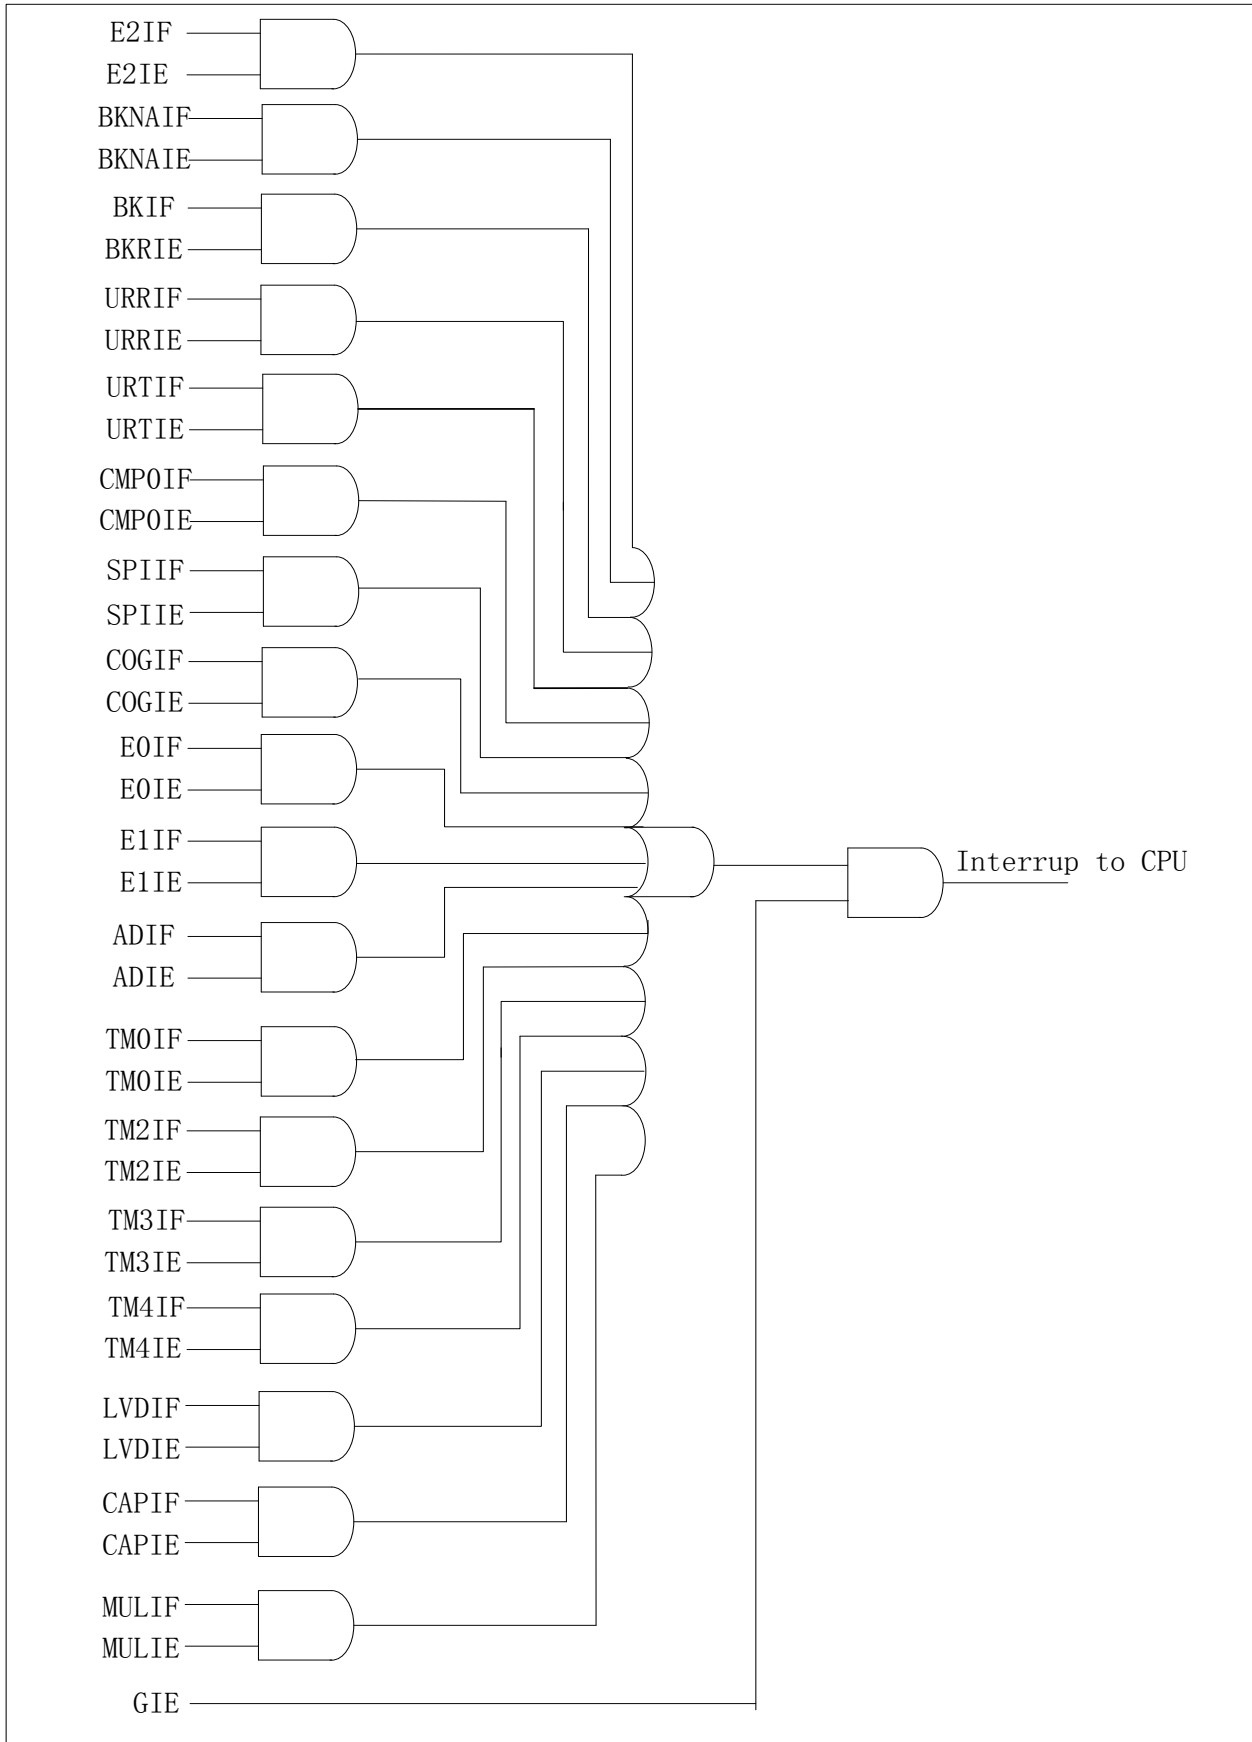 E2IF
E2IE
BKNAIF
BKNAIE
BKIF
BKRIE
URRIF
URRIE
URTIF
URTIE
CMP0IF
CMP0IE
SPIIF
SPIIE
COGIF
COGIE
E0IF
E0IE
E1IF
E1IE
Interrup to CPU
ADIF
ADIE
TM0IF
TM0IE
TM2IF
TM2IE
TM3IF
TM3IE
TM4IF
TM4IE
LVDIF
LVDIE
CAPIF
CAPIE
MULIF
MULIE
GIE